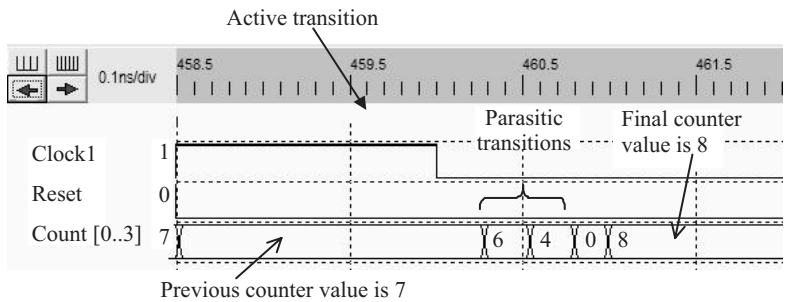 Active transition
0.1ns/div
458.5 459.5 460.5 461.5
Parasitic transitions
Final counter value is 8
Clock1 1
Reset 0
Count [0..3] 7 6 4 0 8
Previous counter value is 7